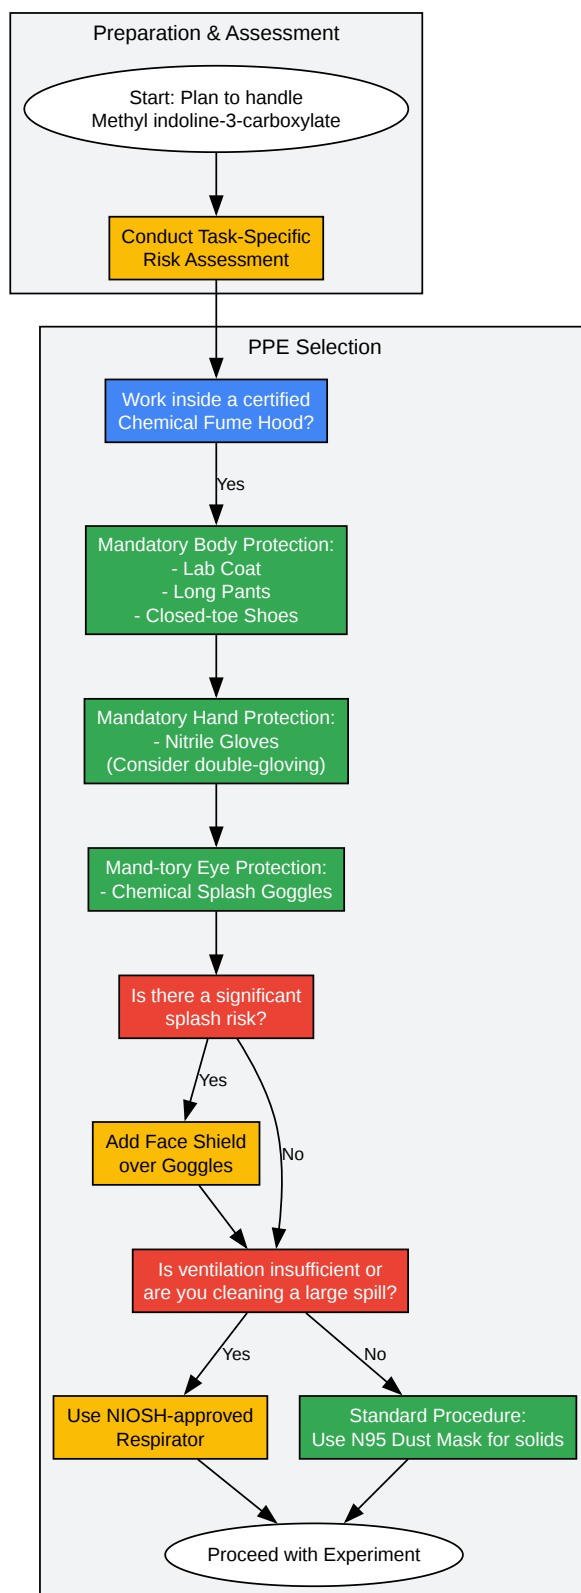 Preparation & Assessment
Start: Plan to handle
Methyl indoline-3-carboxylate
Conduct Task-Specific
Risk Assessment
PPE Selection
Work inside a certified
Chemical Fume Hood?
Yes
Mandatory Body Protection:
- Lab Coat
- Long Pants
- Closed-toe Shoes
Mandatory Hand Protection:
- Nitrile Gloves
(Consider double-gloving)
Mand-tory Eye Protection:
- Chemical Splash Goggles
Is there a significant
splash risk?
Yes
Add Face Shield
over Goggles
No
Is ventilation insufficient or
are you cleaning a large spill?
Yes
No
Use NIOSH-approved
Respirator
Standard Procedure:
Use N95 Dust Mask for solids
Proceed with Experiment